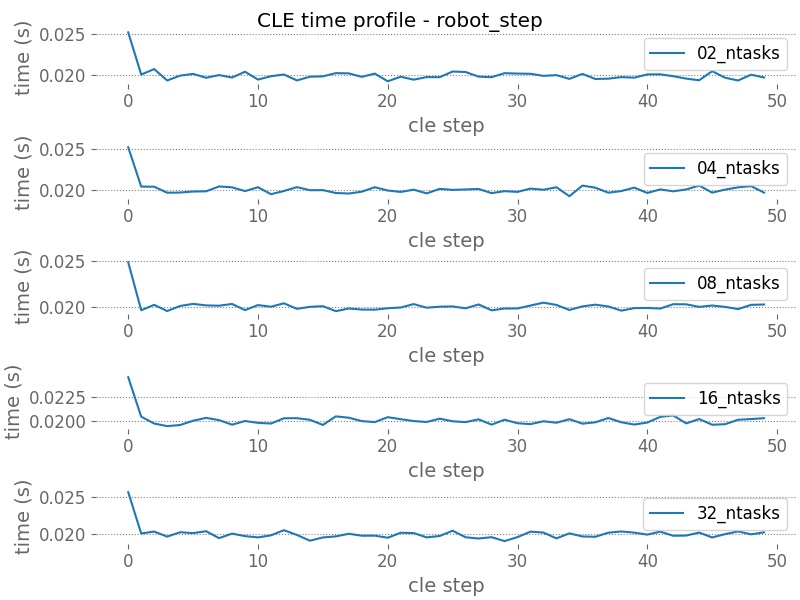 CLE time profile - robot_step
time (s)
0.025
0.020
02_ntasks
0 10 20 30 40 50
cle step
time (s)
0.025
0.020
04_ntasks
0 10 20 30 40 50
cle step
time (s)
0.025
0.020
08_ntasks
0 10 20 30 40 50
cle step
time (s)
0.0225
0.0200
16_ntasks
0 10 20 30 40 50
cle step
time (s)
0.025
0.020
32_ntasks
0 10 20 30 40 50
cle step